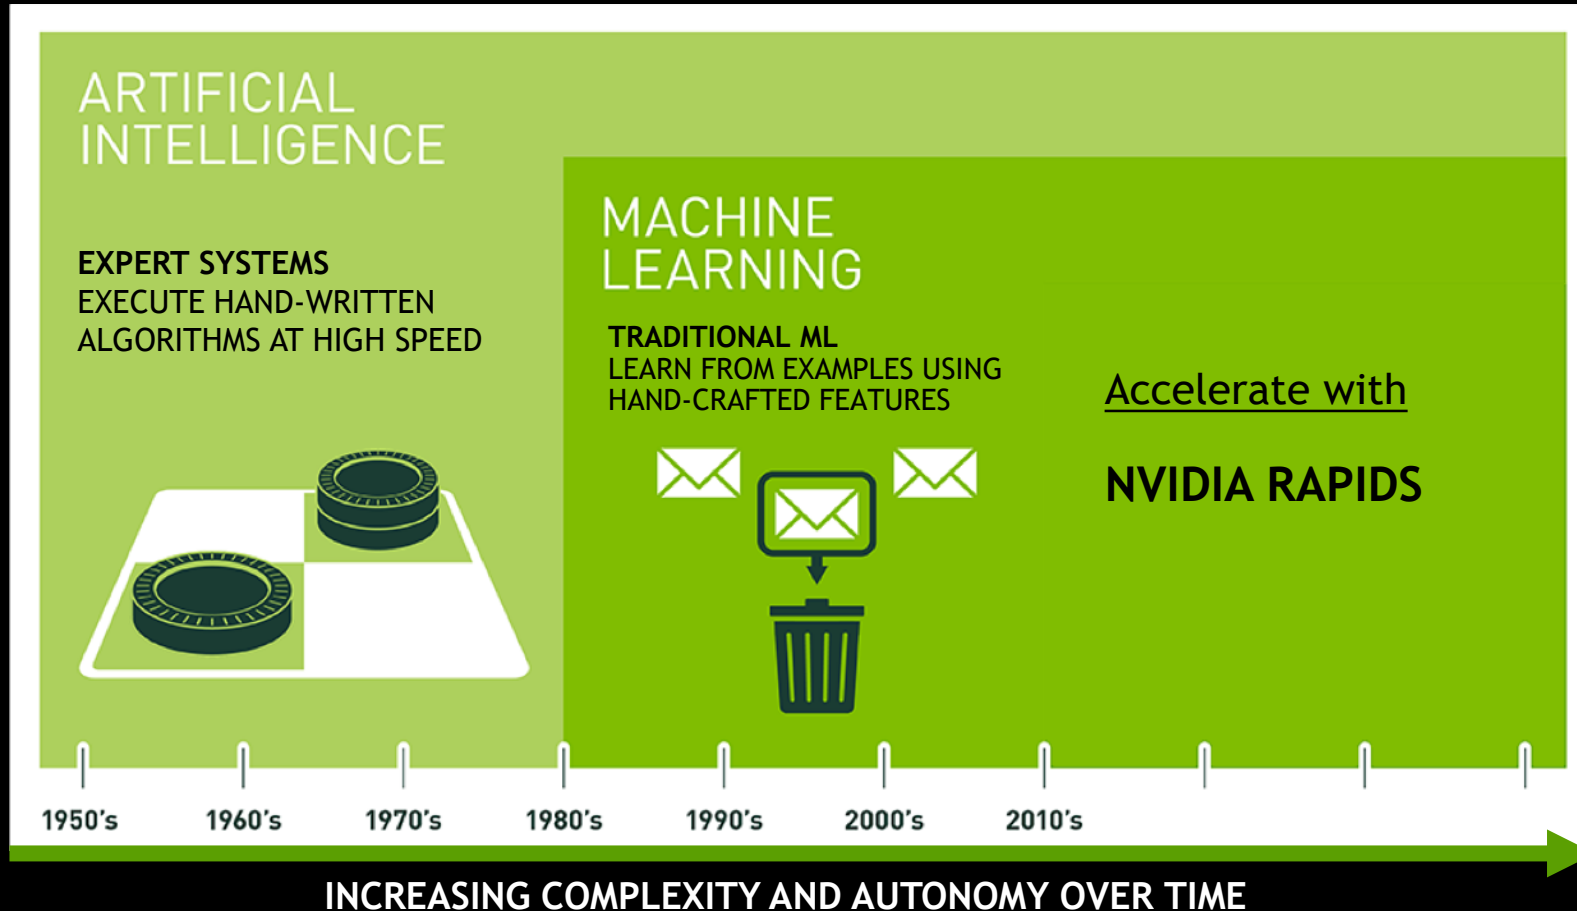 ARTIFICIAL
INTELLIGENCE
EXPERT SYSTEMS
EXECUTE HAND-WRITTEN
ALGORITHMS AT HIGH SPEED
MACHINE
LEARNING
TRADITIONAL ML
LEARN FROM EXAMPLES USING
HAND-CRAFTED FEATURES
Accelerate with
NVIDIA RAPIDS
1950's 1960's 1970's 1980's 1990's 2000's 2010's
INCREASING COMPLEXITY AND AUTONOMY OVER TIME